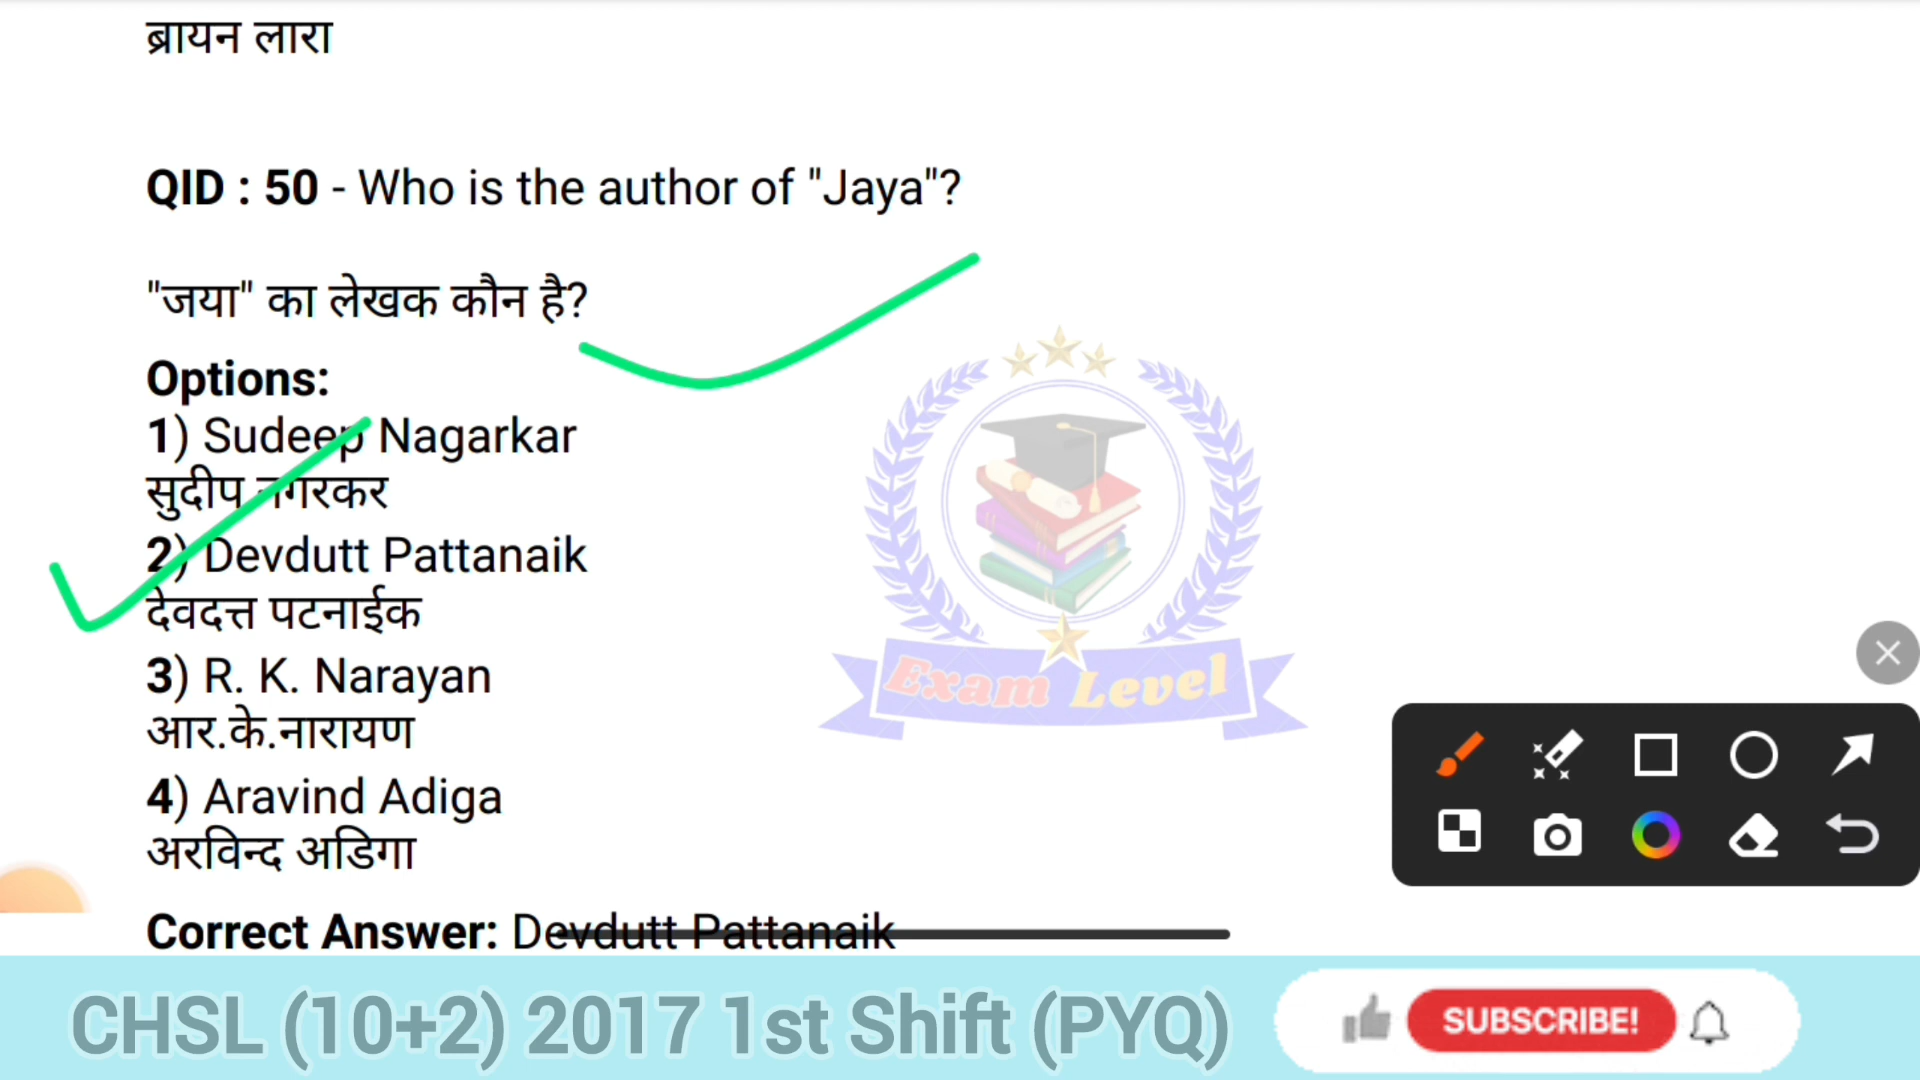 ब्रायन लारा
QID : 50 - Who is the author of "Jaya"?
"जया" का लेखक कौन है?
Options:
1) Sudeep Nagarkar
सुदीप नगरकर
2) Devdutt Pattanaik
देवदत्त पटनाईक
3) R. K. Narayan
आर.के.नारायण
4) Aravind Adiga
अरविन्द अडिगा
Exam Level
Correct Answer: Devdutt Pattanaik
CHSL (10+2) 2017 1st Shift (PYQ)
SUBSCRIBE!